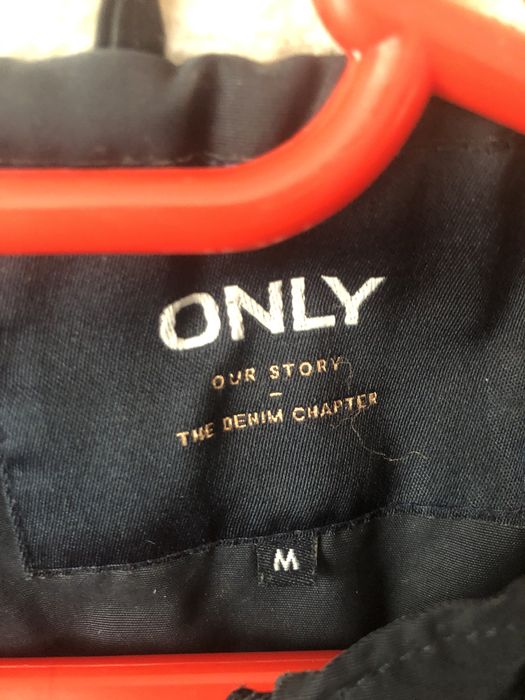 ONLY
OUR STORY
–
THE DENIM CHAPTER
M